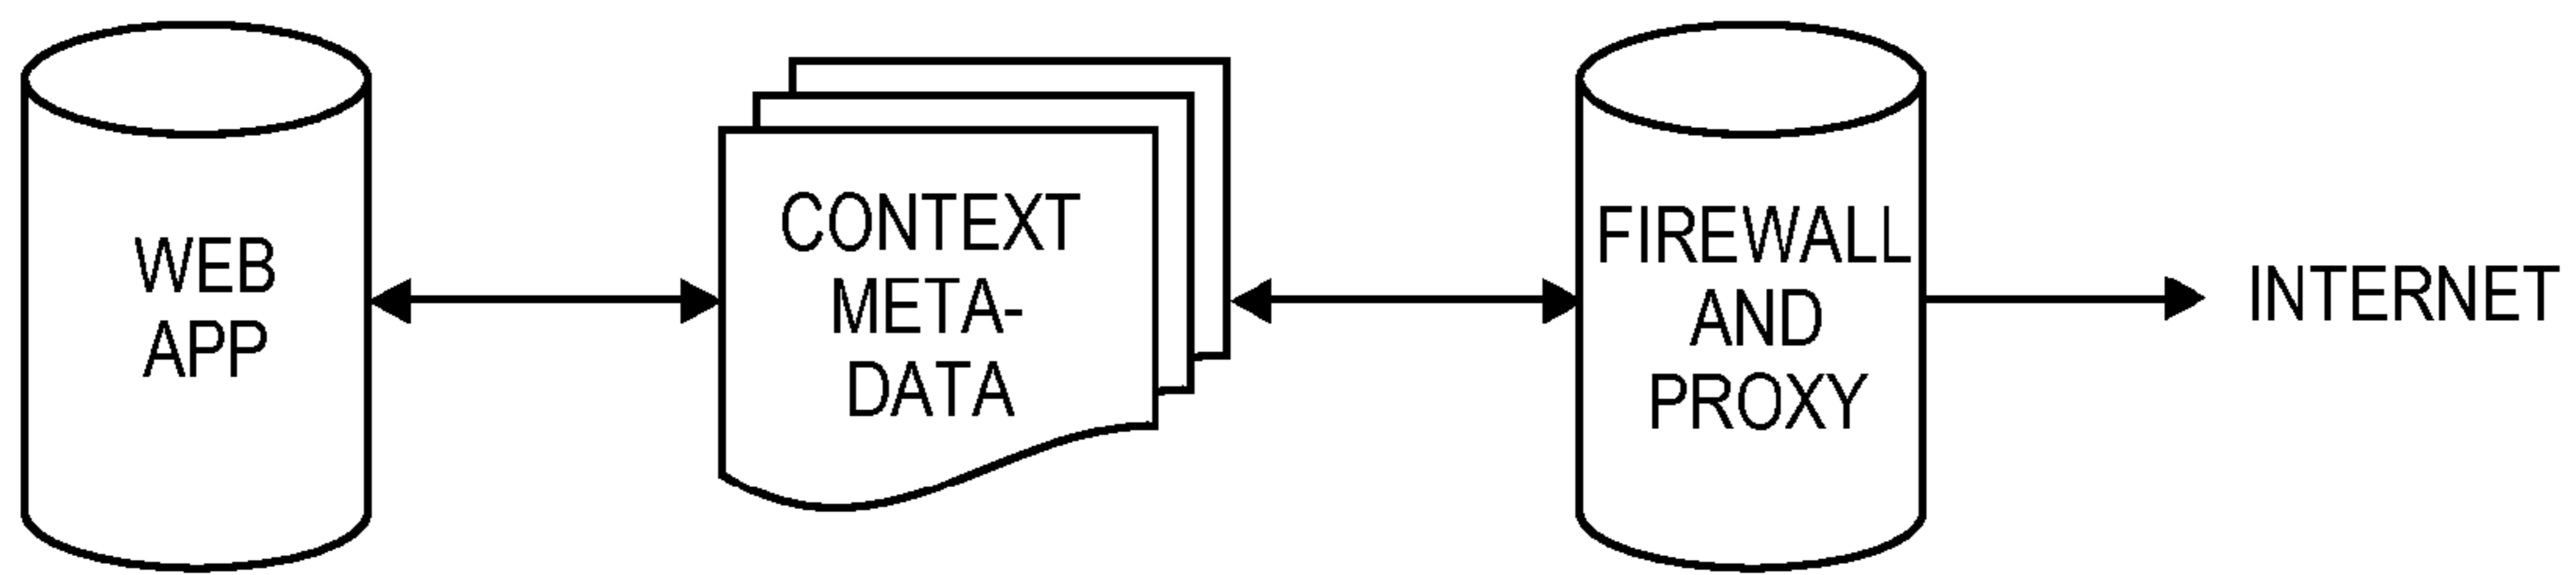 WEB
APP
CONTEXT
META-
DATA
FIREWALL
AND
PROXY
INTERNET